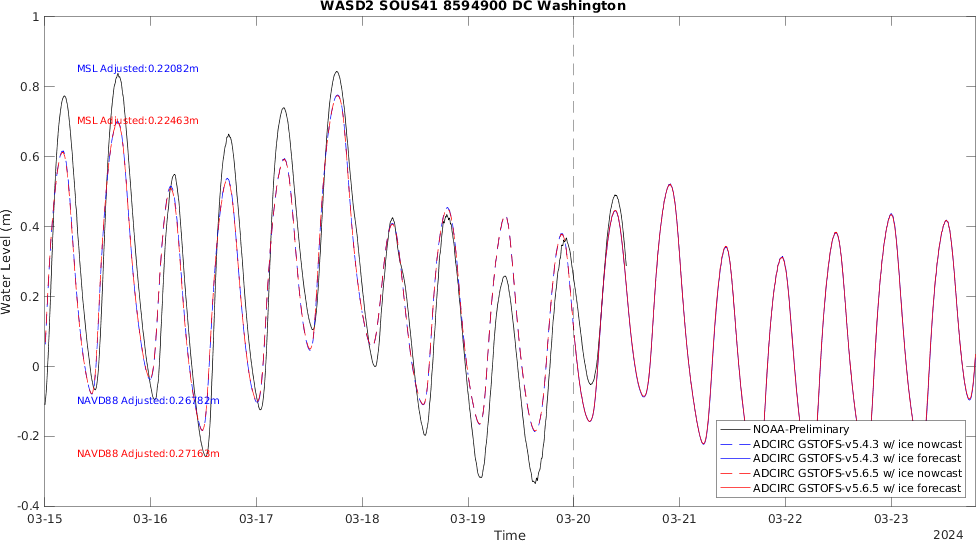 WASD2 SOUS41 8594900 DC Washington
1
0.8
0.6
0.4
0.2
0
-0.2
-0.4
Water Level (m)
MSL Adjusted:0.22082m
MSL Adjusted:0.22463m
NAVD88 Adjusted:0.26782m
NAVD88 Adjusted:0.27163m
NOAA-Preliminary
ADCIRC GSTOFS-v5.4.3 w/ ice nowcast
ADCIRC GSTOFS-v5.4.3 w/ ice forecast
ADCIRC GSTOFS-v5.6.5 w/ ice nowcast
ADCIRC GSTOFS-v5.6.5 w/ ice forecast
03-15 03-16 03-17 03-18 03-19 03-20 03-21 03-22 03-23
Time
2024